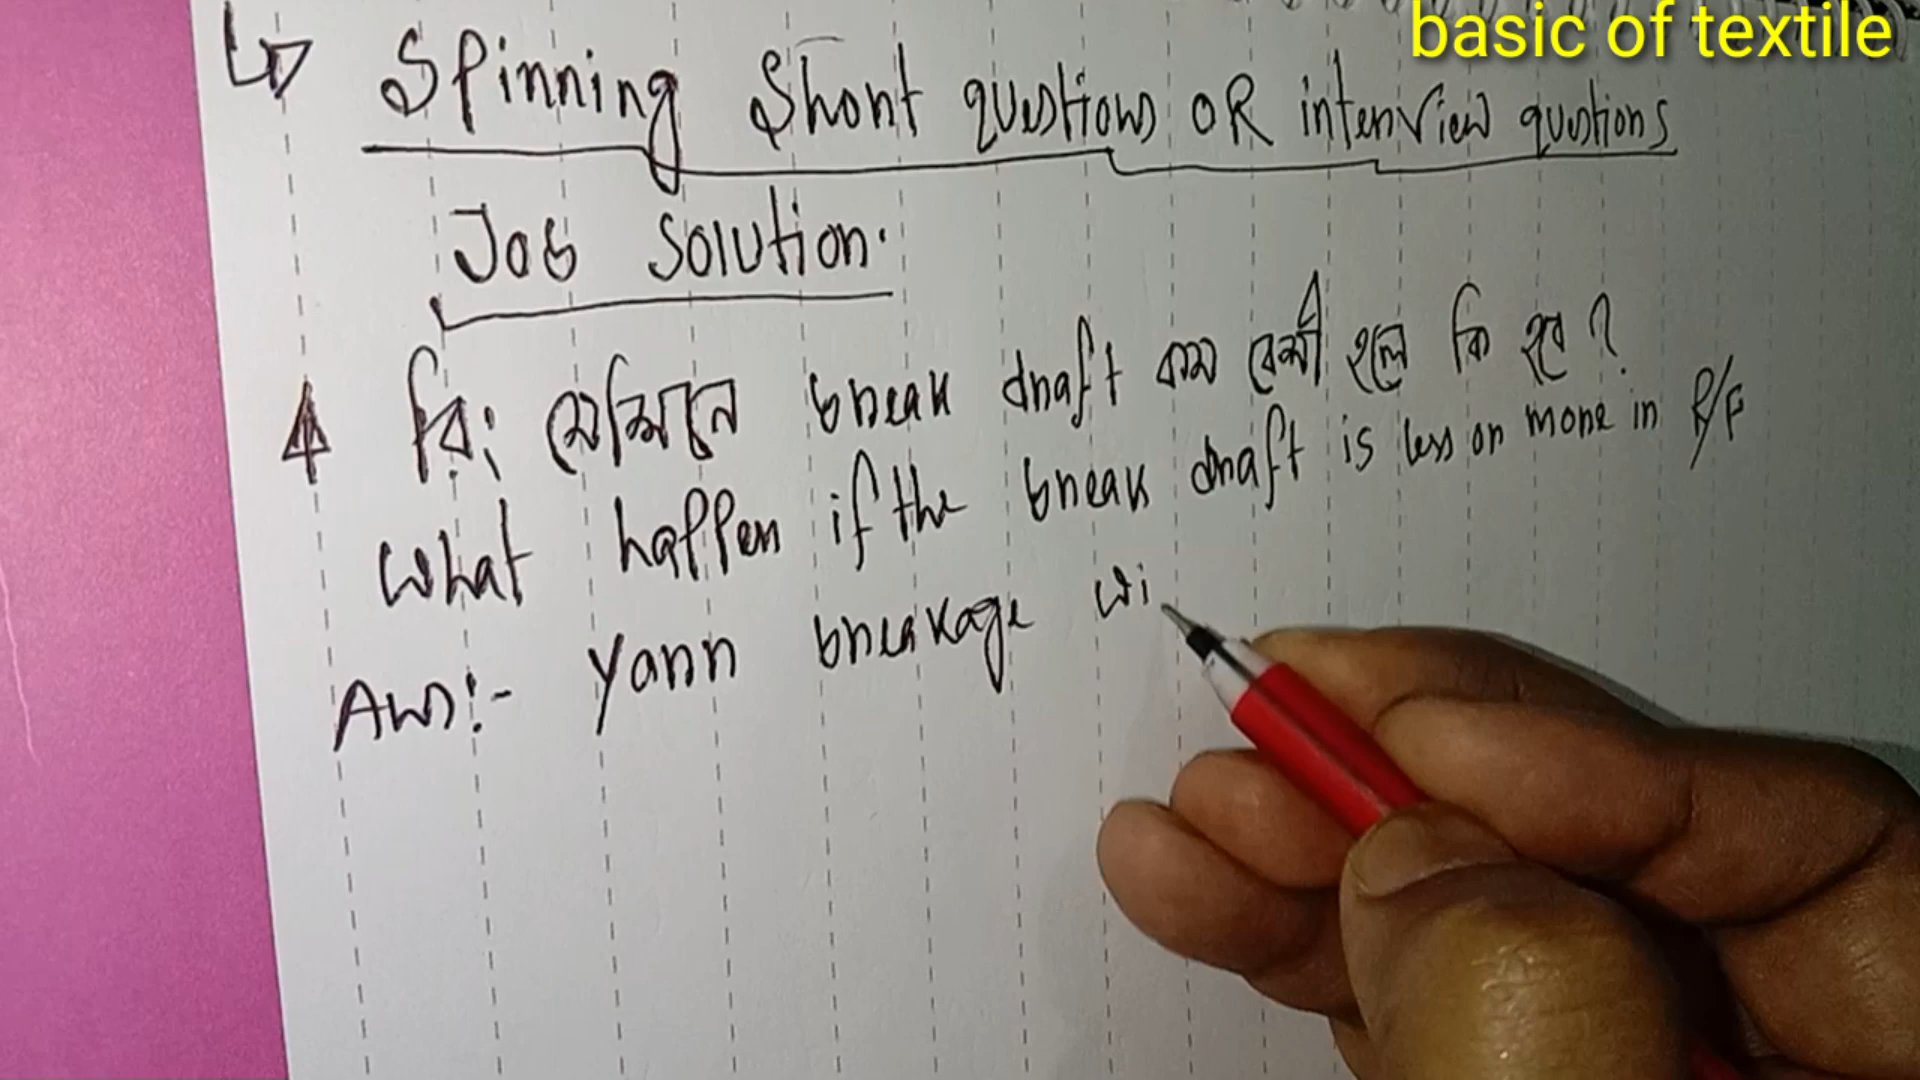 basic of textile
Spinning Short questions OR interview questions
Job Solution.
রিং মেশিনে break draft কম বেশী হলে কি হবে?
What happen if the break draft is less or more in R/F
Ans:- Yarn breakage wi